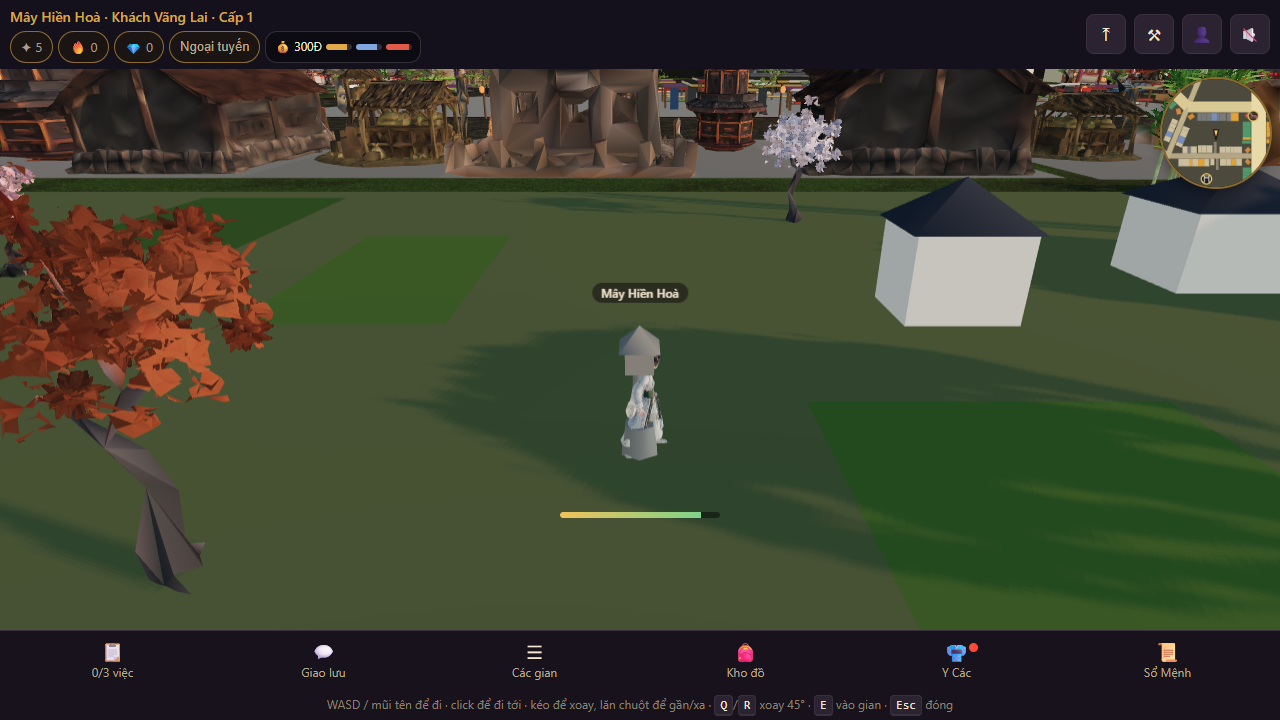 Mây Hiền Hoà · Khách Vãng Lai · Cấp 1
5
0
0
Ngoại tuyến
300Đ
Mây Hiền Hoà
0/3 việc
Giao lưu
Các gian
Kho đồ
Y Các
Sổ Mệnh
WASD / mũi tên để đi · click để đi tới · kéo để xoay, lăn chuột để gần/xa · Q/R xoay 45° · E vào gian · Esc đóng